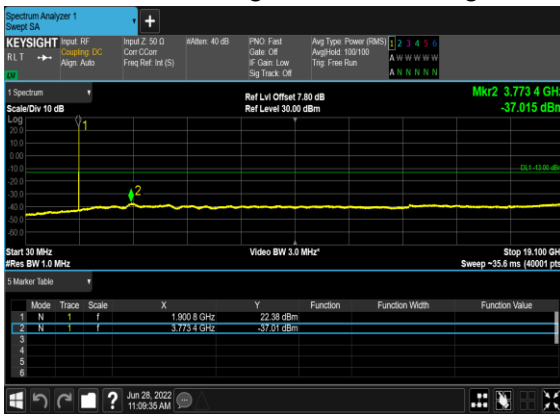 Spectrum Analyzer 1
Swept SA
KEYSIGHT Input: RF Input Z: 50 Ω #Atten: 40 dB PNO: Fast Avg Type: Power (RMS) 1 2 3 4 5 6
RLT Coupling: DC Corr CCorr Gate: Off Avg|Hold: 100/100 A W W W W W
Align: Auto Freq Ref: Int (S) IF Gain: Low Trig: Free Run
Sig Track: Off A N N N N N
LV
1 Spectrum Ref Lvl Offset 7.80 dB Mkr2 3.773 4 GHz
Scale/Div 10 dB Ref Level 30.00 dBm -37.015 dBm
Log
20.0
10.0
0.00
-10.0
DL1 -13.00 dBm
-20.0
-30.0
-40.0
-50.0
-60.0
1
2
Start 30 MHz Video BW 3.0 MHz* Stop 19.100 GH
#Res BW 1.0 MHz Sweep ~35.6 ms (40001 pts
5 Marker Table
Mode Trace Scale X Y Function Function Width Function Value
1 N 1 f 1.900 8 GHz 22.38 dBm
2 N 1 f 3.773 4 GHz -37.01 dBm
3
4
5
6
? Jun 28, 2022
11:09:35 AM